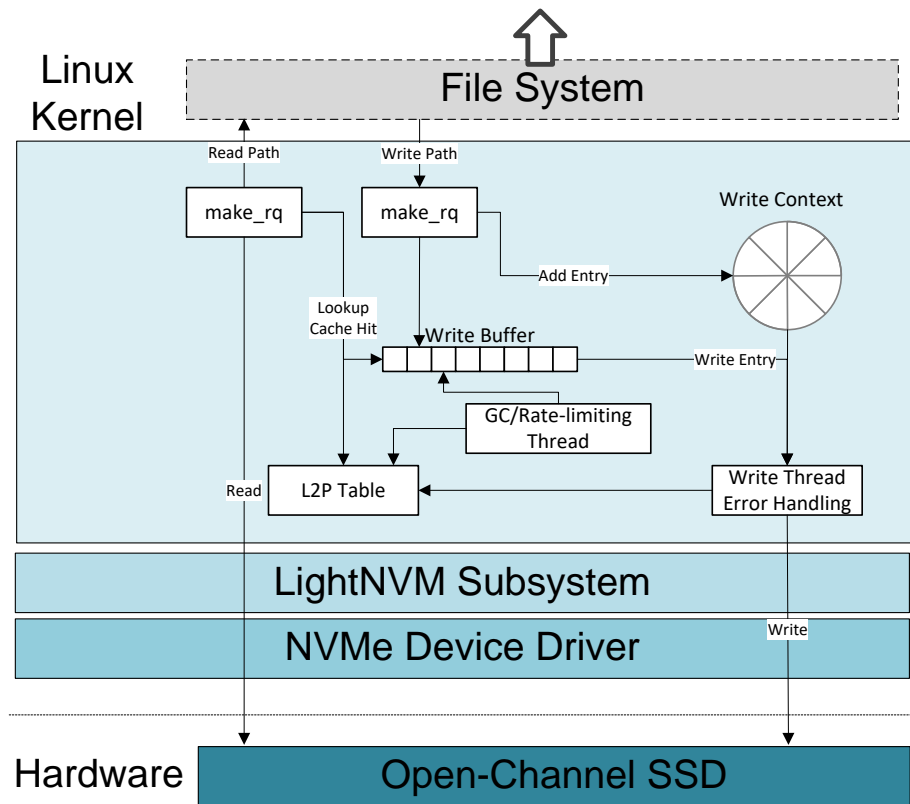 Linux
Kernel
File System
Read Path
Write Path
make_rq
make_rq
Write Context
Add Entry
Lookup
Cache Hit
Write Buffer
Write Entry
GC/Rate-limiting
Thread
L2P Table
Write Thread
Error Handling
Read
LightNVM Subsystem
NVMe Device Driver
Write
Hardware
Open-Channel SSD